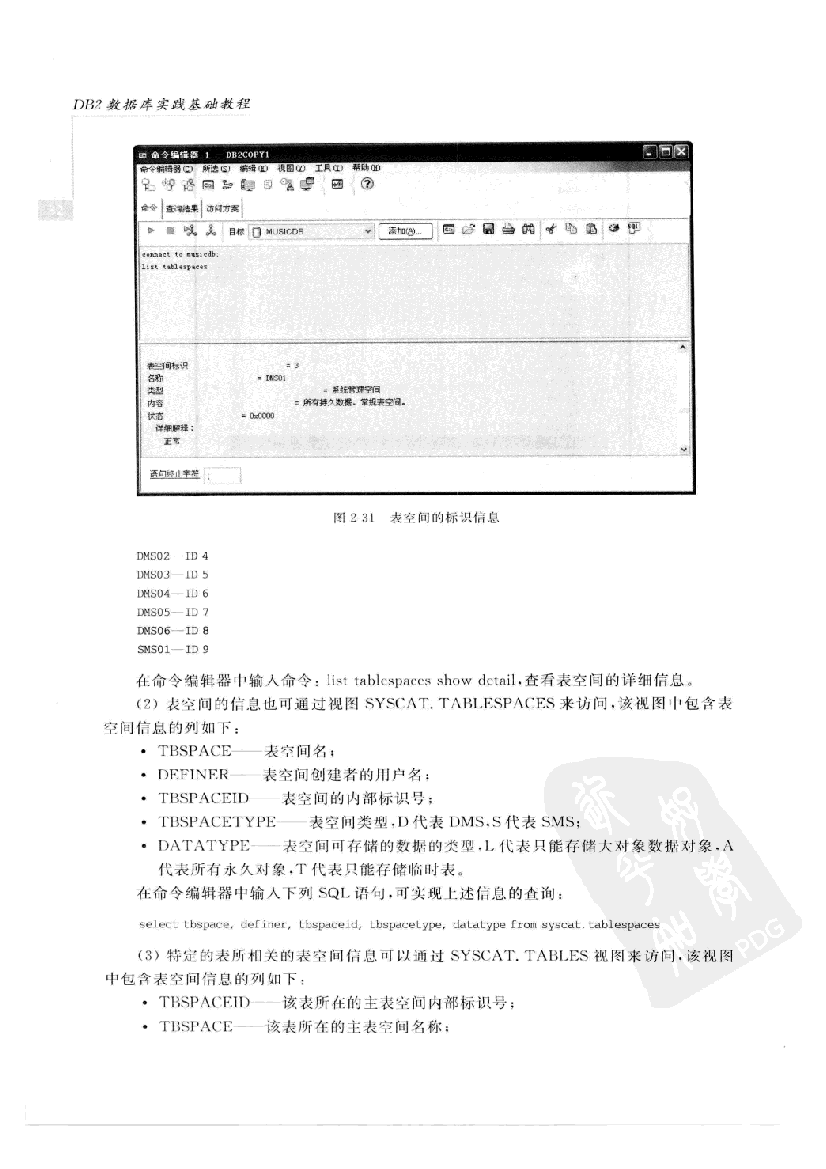 DB2 数据库实践基础教程
命令编辑器 1 DB2COPY1
命令编辑器(C) 所选(S) 编辑(E) 视图(V) 工具(T) 帮助(H)
命令 查询结果 访问方案
目标 MUSICDB 添加(A)...
connect to musicdb;
list tablespaces
表空间标识 = 3
名称 = DMS01
类型 = 系统管理空间
内容 = 所有持久数据。常规表空间。
状态 = 0x0000
详细解释：
正常
语句终止字符 ;
图 2-31 表空间的标识信息
DMS02 ID 4
DMS03—ID 5
DMS04—ID 6
DMS05—ID 7
DMS06—ID 8
SMS01—ID 9
在命令编辑器中输入命令：list tablespaces show detail，查看表空间的详细信息。
(2) 表空间的信息也可通过视图 SYSCAT. TABLESPACES 来访问，该视图中包含表
空间信息的列如下：
• TBSPACE——表空间名；
• DEFINER——表空间创建者的用户名；
• TBSPACEID——表空间的内部标识号；
• TBSPACETYPE——表空间类型，D 代表 DMS、S 代表 SMS；
• DATATYPE——表空间可存储的数据的类型，L 代表只能存储大对象数据对象，A
代表所有永久对象，T 代表只能存储临时表。
在命令编辑器中输入下列 SQL 语句，可实现上述信息的查询：
select tbspace, definer, tbspaceid, tbspacetype, datatype from syscat.tablespaces
(3) 特定的表所相关的表空间信息可以通过 SYSCAT. TABLES 视图来访问，该视图
中包含表空间信息的列如下：
• TBSPACEID——该表所在的主表空间内部标识号；
• TBSPACE——该表所在的主表空间名称；
PDG